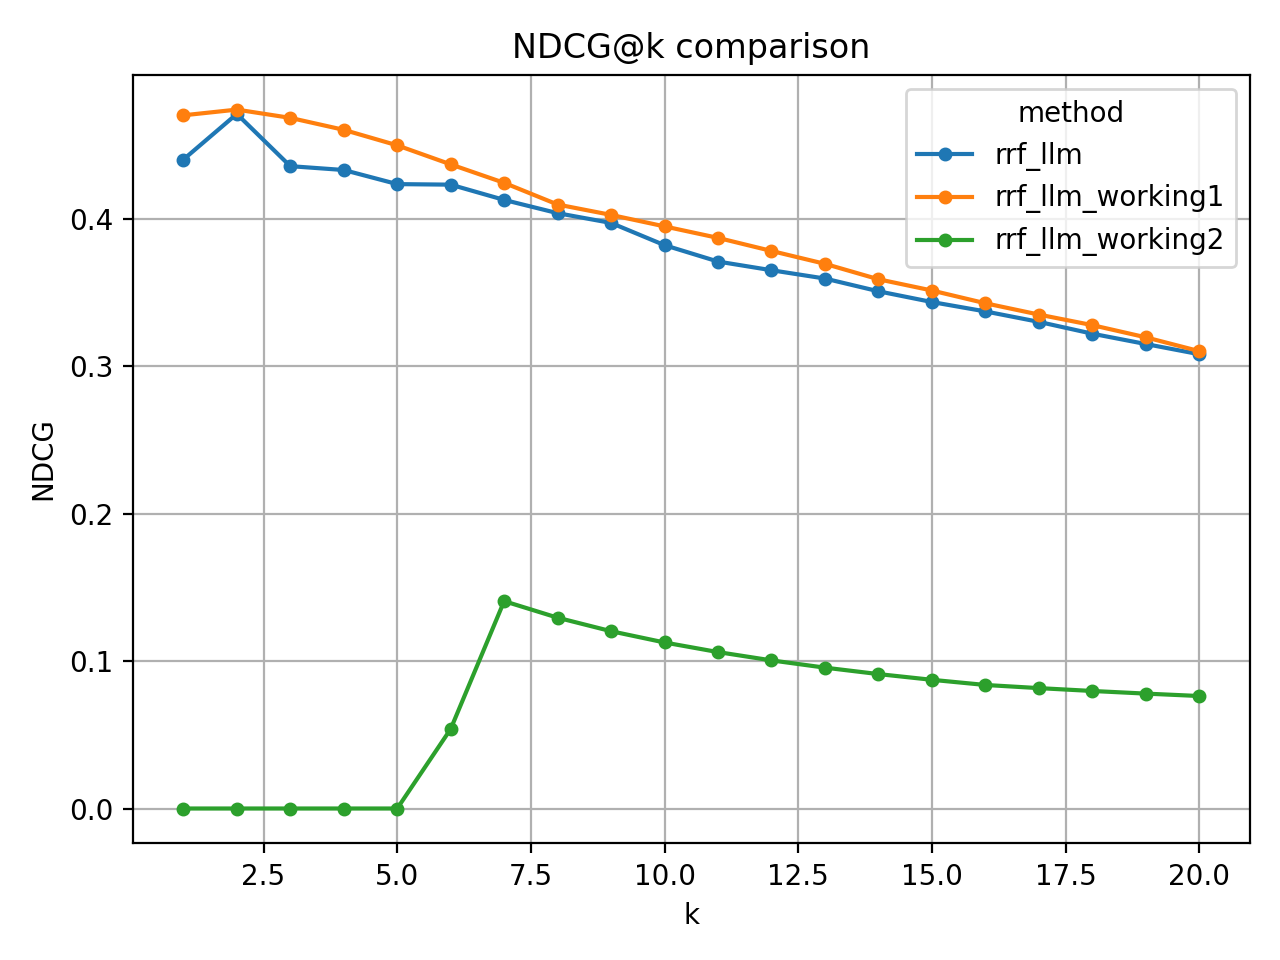 NDCG@k comparison
method
rrf_llm
rrf_llm_working1
rrf_llm_working2
NDCG
0.4
0.3
0.2
0.1
0.0
2.5 5.0 7.5 10.0 12.5 15.0 17.5 20.0
k